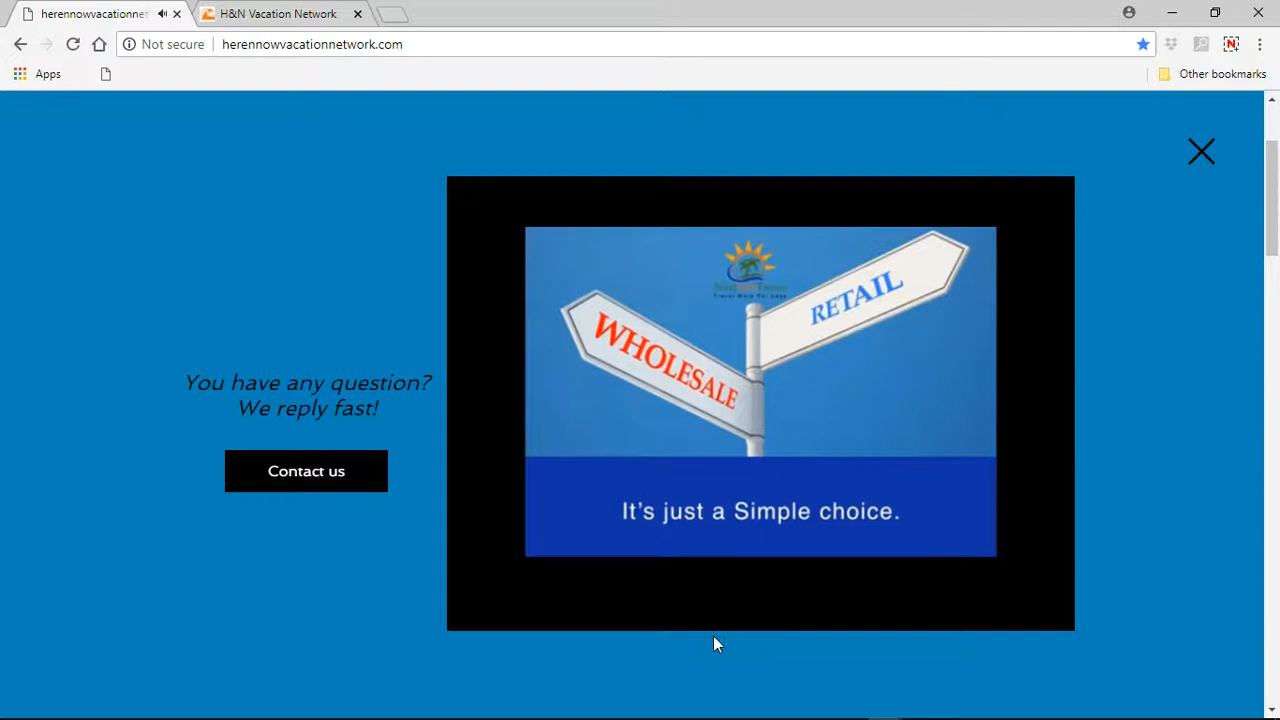 herennowvacationnet
H&N Vacation Network
Not secure
herennowvacationnetwork.com
Apps
Other bookmarks
WHOLESALE
RETAIL
It's just a Simple choice.
You have any question?
We reply fast!
Contact us